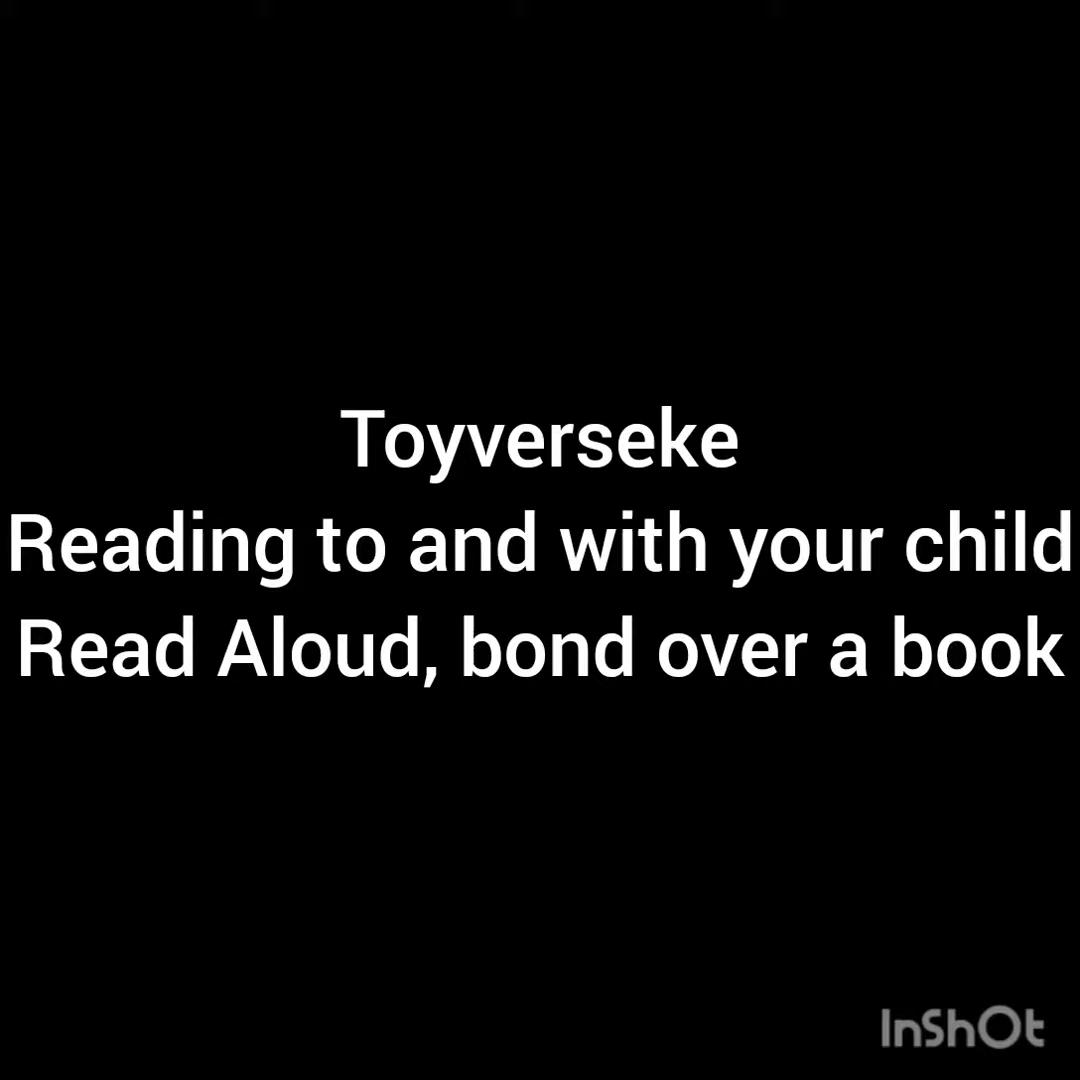 Toyverseke
Reading to and with your child
Read Aloud, bond over a book
InShOt